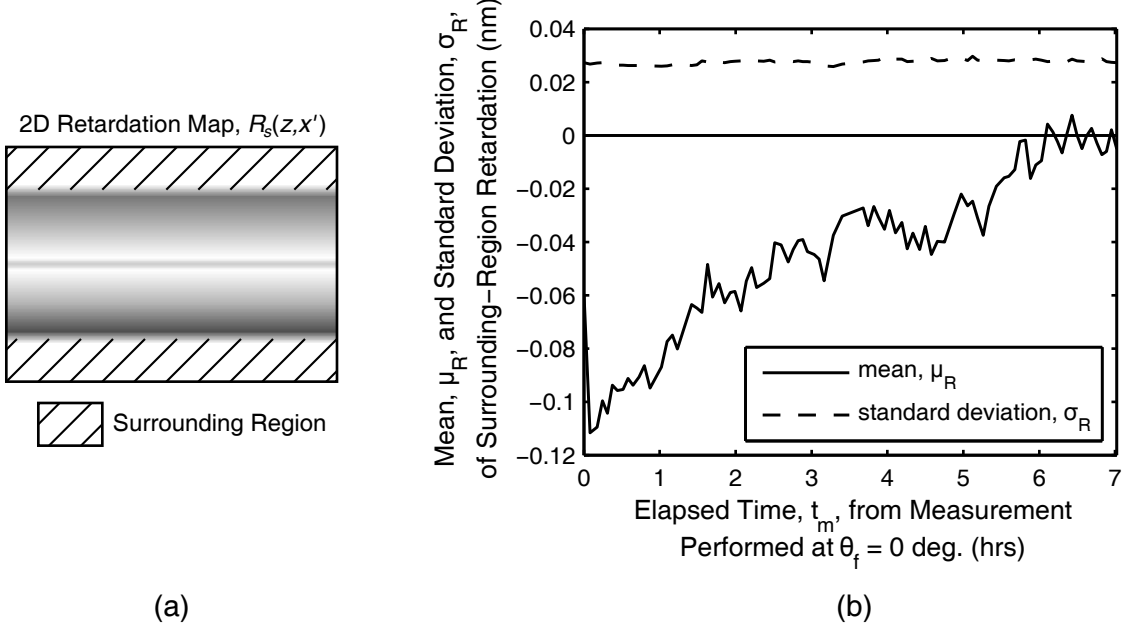 2D Retardation Map, Rs(z,x')
Surrounding Region
(a)
Mean, μR, and Standard Deviation, σR,
of Surrounding−Region Retardation (nm)
0.04
0.02
0
−0.02
−0.04
−0.06
−0.08
−0.1
−0.12
mean, μR
standard deviation, σR
0 1 2 3 4 5 6 7
Elapsed Time, tm, from Measurement
Performed at θf = 0 deg. (hrs)
(b)